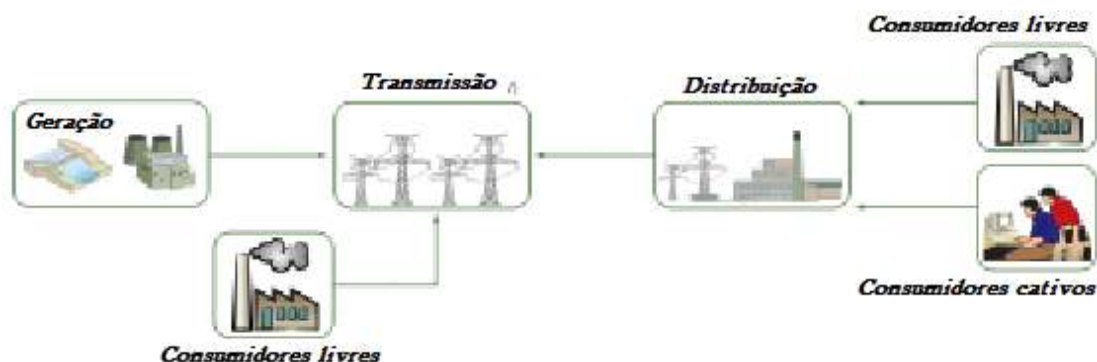 Consumidores livres
Transmissão
Distribuição
Geração
Consumidores cativos
Consumidores livres